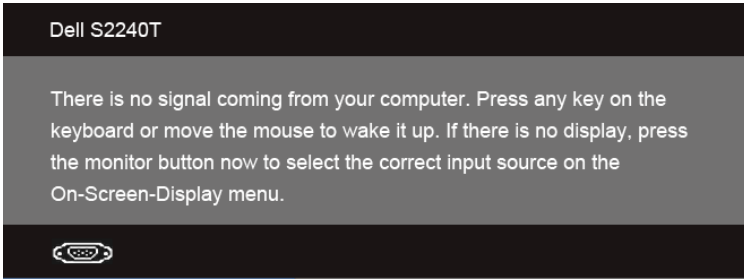 Dell S2240T
There is no signal coming from your computer. Press any key on the
keyboard or move the mouse to wake it up. If there is no display, press
the monitor button now to select the correct input source on the
On-Screen-Display menu.